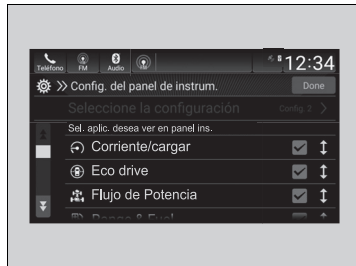 Teléfono FM Audio 12:34
Config. del panel de instrum. Done
Seleccione la configuración Config. 2
Sel. aplic. desea ver en panel ins.
Corriente/cargar
Eco drive
Flujo de Potencia